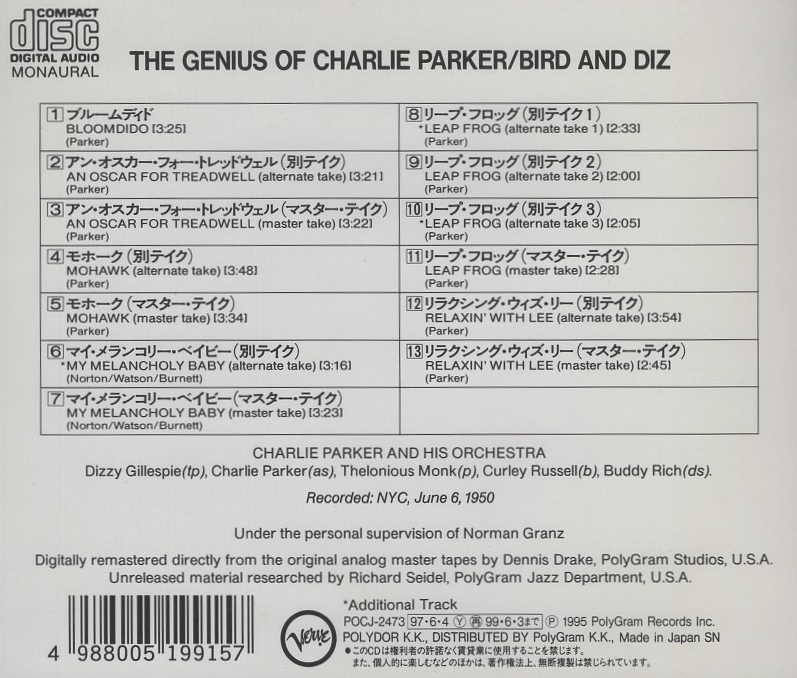 COMPACT
disc
DIGITAL AUDIO
MONAURAL
THE GENIUS OF CHARLIE PARKER/BIRD AND DIZ
1 ブルームディド
BLOOMDIDO [3:25]
(Parker)
2 アン・オスカー・フォー・トレッドウェル(別テイク)
AN OSCAR FOR TREADWELL (alternate take) [3:21]
(Parker)
3 アン・オスカー・フォー・トレッドウェル(マスター・テイク)
AN OSCAR FOR TREADWELL (master take) [3:22]
(Parker)
4 モホーク(別テイク)
MOHAWK (alternate take) [3:48]
(Parker)
5 モホーク(マスター・テイク)
MOHAWK (master take) [3:34]
(Parker)
6 マイ・メランコリー・ベイビー(別テイク)
*MY MELANCHOLY BABY (alternate take) [3:16]
(Norton/Watson/Burnett)
7 マイ・メランコリー・ベイビー(マスター・テイク)
MY MELANCHOLY BABY (master take) [3:23]
(Norton/Watson/Burnett)
8 リープ・フロッグ(別テイク1)
*LEAP FROG (alternate take 1) [2:33]
(Parker)
9 リープ・フロッグ(別テイク2)
LEAP FROG (alternate take 2) [2:00]
(Parker)
10 リープ・フロッグ(別テイク3)
*LEAP FROG (alternate take 3) [2:05]
(Parker)
11 リープ・フロッグ(マスター・テイク)
LEAP FROG (master take) [2:28]
(Parker)
12 リラクシング・ウィズ・リー(別テイク)
RELAXIN' WITH LEE (alternate take) [3:54]
(Parker)
13 リラクシング・ウィズ・リー(マスター・テイク)
RELAXIN' WITH LEE (master take) [2:45]
(Parker)
CHARLIE PARKER AND HIS ORCHESTRA
Dizzy Gillespie(tp), Charlie Parker(as), Thelonious Monk(p), Curley Russell(b), Buddy Rich(ds).
Recorded: NYC, June 6, 1950
Under the personal supervision of Norman Granz
Digitally remastered directly from the original analog master tapes by Dennis Drake, PolyGram Studios, U.S.A.
Unreleased material researched by Richard Seidel, PolyGram Jazz Department, U.S.A.
4 988005 199157
Verve
*Additional Track
POCJ-2473 97・6・4 Ⓨ 再 99・6・3まで Ⓟ 1995 PolyGram Records Inc.
POLYDOR K.K., DISTRIBUTED BY PolyGram K.K., Made in Japan SN
●このCDは権利者の許諾なく賃貸業に使用することを禁じます。
また、個人的に楽しむなどのほかは、著作権法上、無断複製は禁じられています。